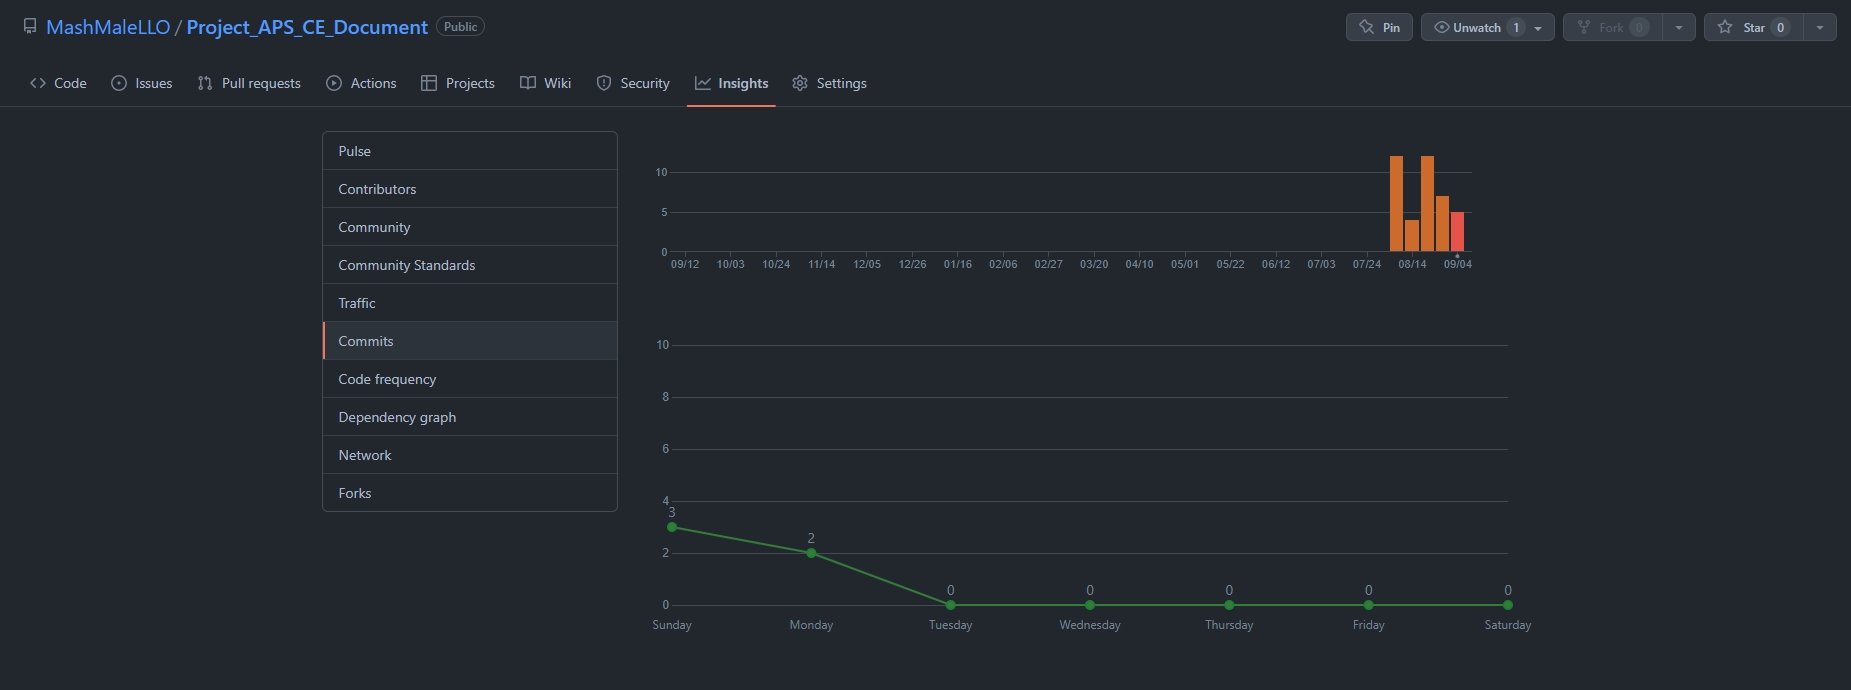 MashMaleLLO / Project_APS_CE_Document Public Pin Unwatch 1 Fork 0 Star 0
Code Issues Pull requests Actions Projects Wiki Security Insights Settings
Pulse
Contributors
Community
Community Standards
Traffic
Commits
Code frequency
Dependency graph
Network
Forks
10
5
0
09/12 10/03 10/24 11/14 12/05 12/26 01/16 02/06 02/27 03/20 04/10 05/01 05/22 06/12 07/03 07/24 08/14 09/04
10
8
6
4
3
2
2
0 0 0 0 0
0
Sunday Monday Tuesday Wednesday Thursday Friday Saturday